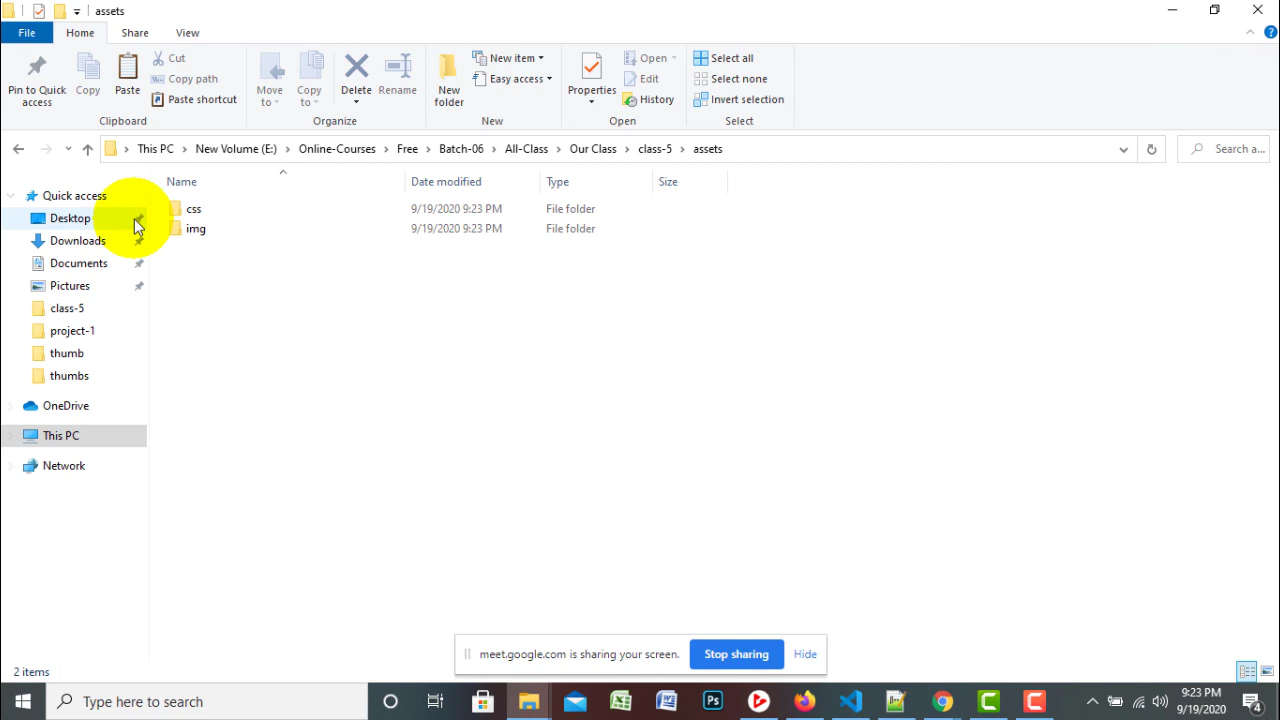 assets
File Home Share View
Pin to Quick access
Copy
Paste
Cut
Copy path
Paste shortcut
Clipboard
Move to
Copy to
Delete
Rename
Organize
New folder
New item
Easy access
New
Properties
Open
Edit
History
Open
Select all
Select none
Invert selection
Select
This PC New Volume (E:) Online-Courses Free Batch-06 All-Class Our Class class-5 assets
Search a...
Name Date modified Type Size
css 9/19/2020 9:23 PM File folder
img 9/19/2020 9:23 PM File folder
Quick access
Desktop
Downloads
Documents
Pictures
class-5
project-1
thumb
thumbs
OneDrive
This PC
Network
meet.google.com is sharing your screen. Stop sharing Hide
2 items
Type here to search
Ps
9:23 PM
9/19/2020
4